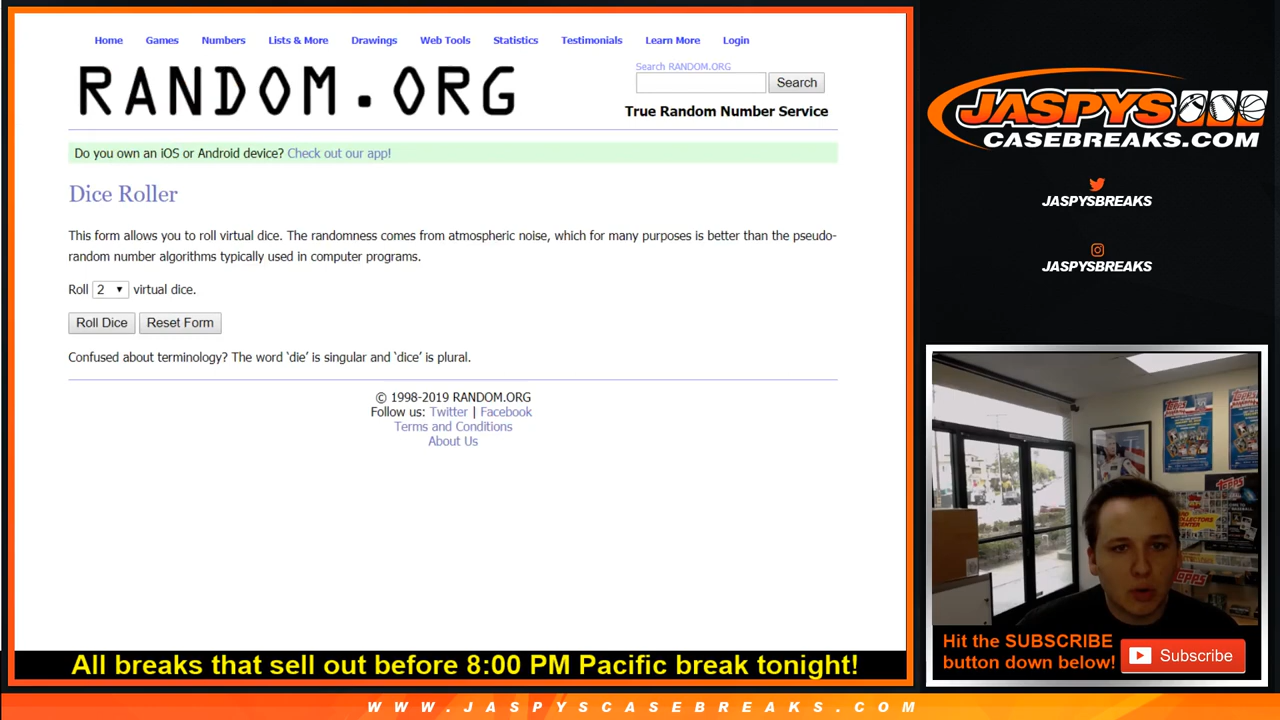 Home Games Numbers Lists & More Drawings Web Tools Statistics Testimonials Learn More Login
RANDOM.ORG
Search RANDOM.ORG
Search
True Random Number Service
Do you own an iOS or Android device? Check out our app!
Dice Roller
This form allows you to roll virtual dice. The randomness comes from atmospheric noise, which for many purposes is better than the pseudo-
random number algorithms typically used in computer programs.
Roll 2 virtual dice.
Roll Dice Reset Form
Confused about terminology? The word ‘die’ is singular and ‘dice’ is plural.
© 1998-2019 RANDOM.ORG
Follow us: Twitter | Facebook
Terms and Conditions
About Us
JASPYS
CASEBREAKS.COM
JASPYSBREAKS
JASPYSBREAKS
topps
Hit the SUBSCRIBE
button down below!
Subscribe
All breaks that sell out before 8:00 PM Pacific break tonight!
WWW.JASPYSCASEBREAKS.COM